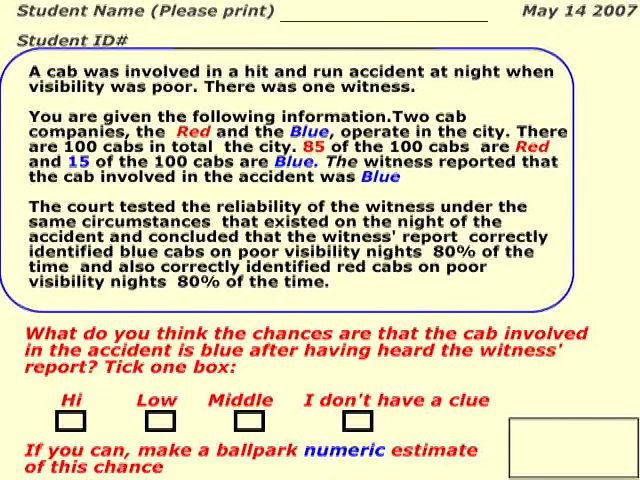 Student Name (Please print) May 14 2007
Student ID#
A cab was involved in a hit and run accident at night when
visibility was poor. There was one witness.
You are given the following information.Two cab
companies, the Red and the Blue, operate in the city. There
are 100 cabs in total the city. 85 of the 100 cabs are Red
and 15 of the 100 cabs are Blue. The witness reported that
the cab involved in the accident was Blue
The court tested the reliability of the witness under the
same circumstances that existed on the night of the
accident and concluded that the witness' report correctly
identified blue cabs on poor visibility nights 80% of the
time and also correctly identified red cabs on poor
visibility nights 80% of the time.
What do you think the chances are that the cab involved
in the accident is blue after having heard the witness'
report? Tick one box:
Hi Low Middle I don't have a clue
If you can, make a ballpark numeric estimate
of this chance